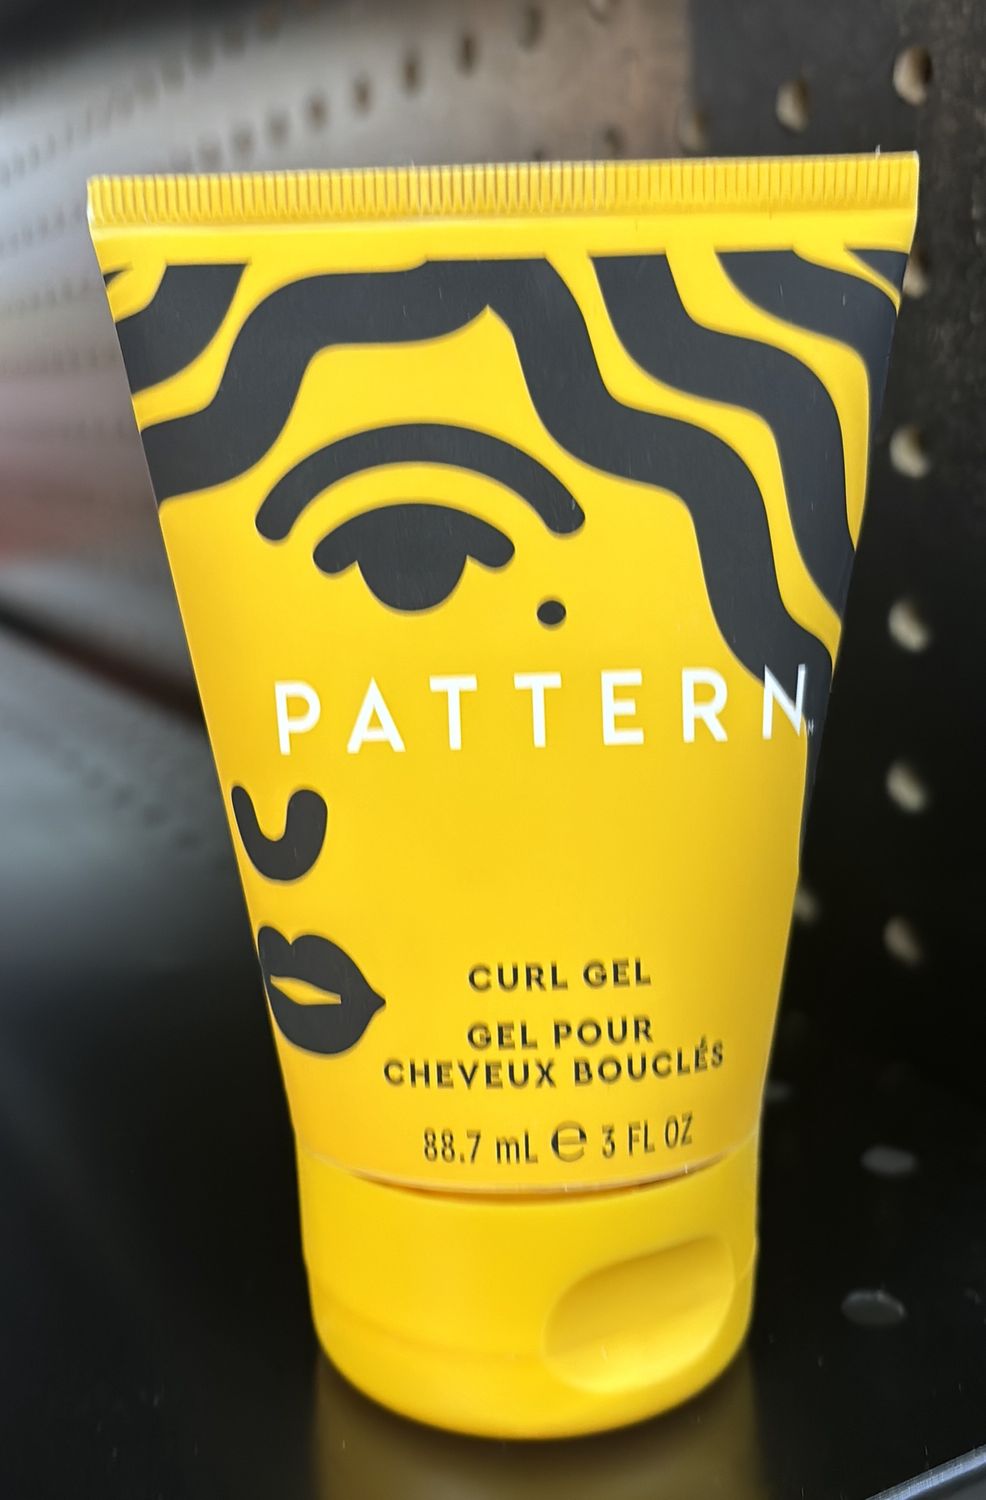 PATTERN
CURL GEL
GEL POUR
CHEVEUX BOUCLÉS
88.7 mL ℮ 3 FL OZ